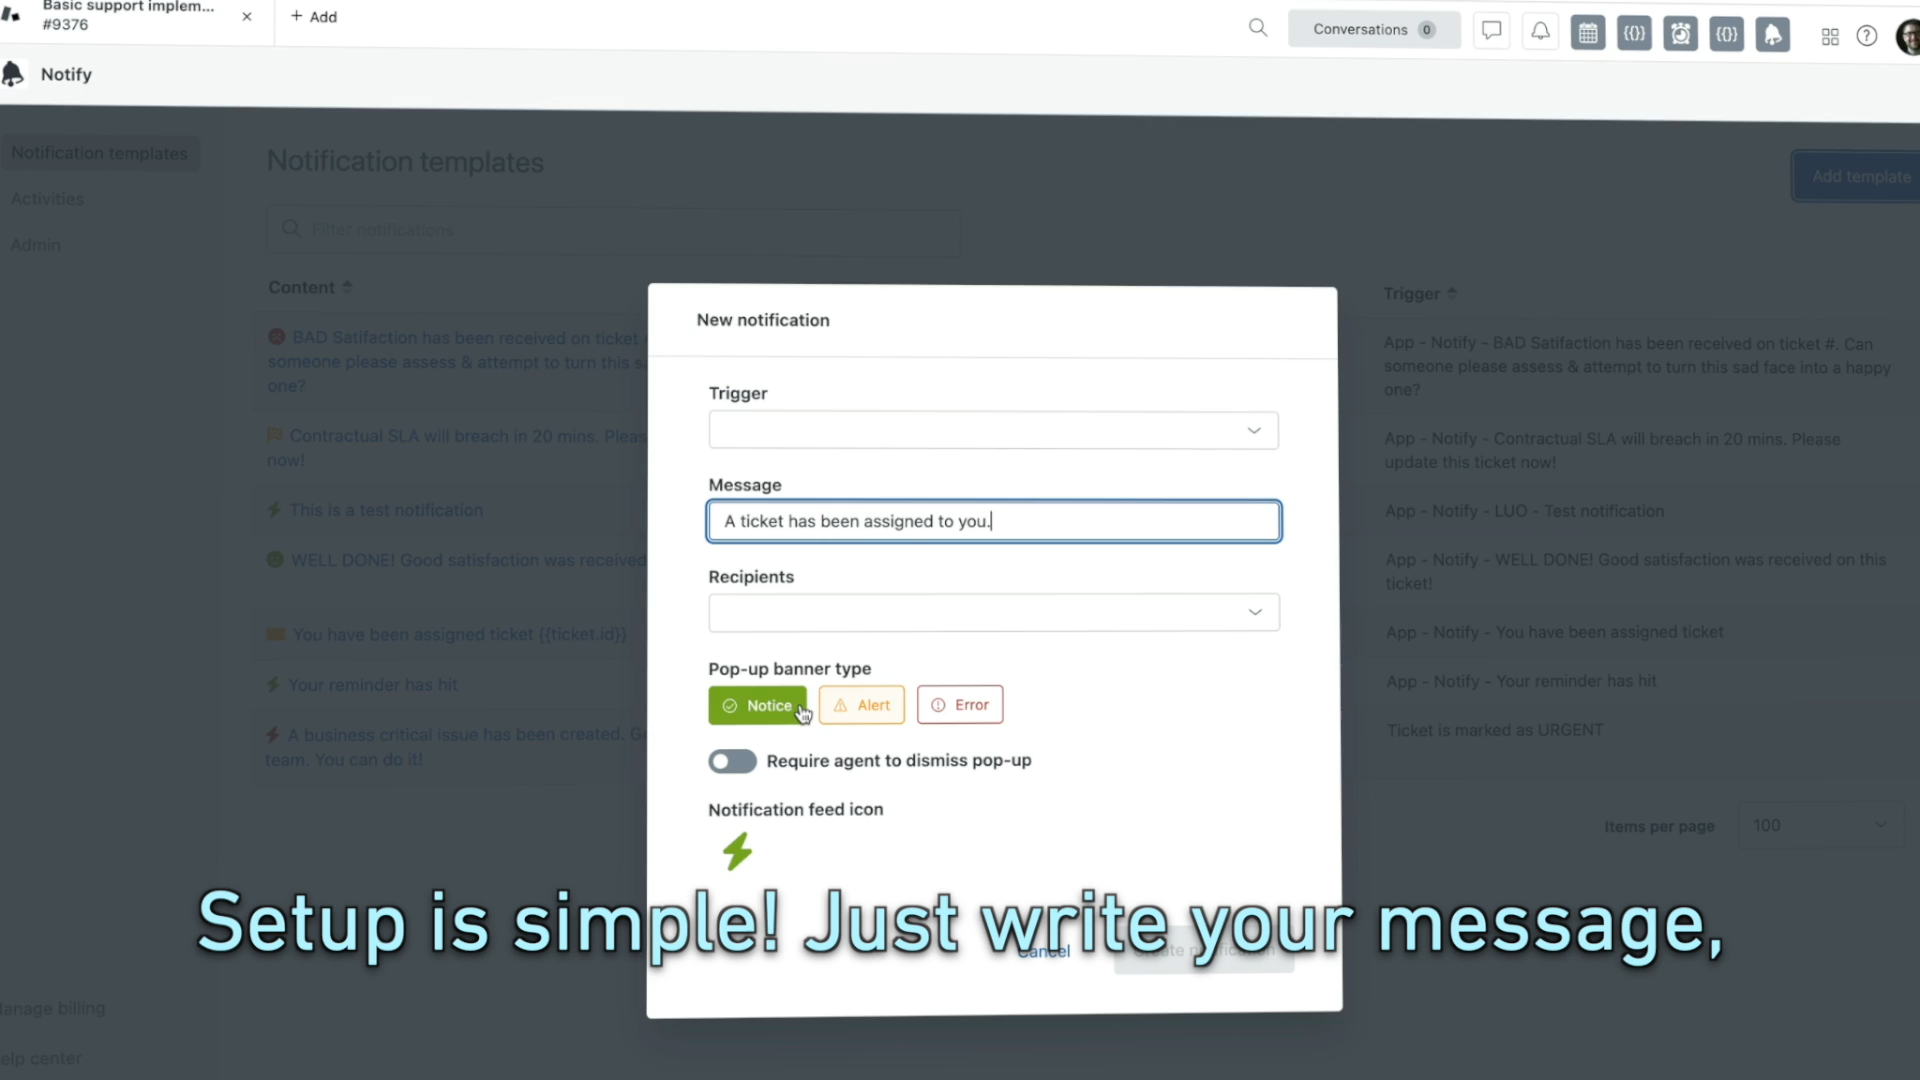 Basic support implem...
#9376
+ Add
Conversations 0
Notify
Notification templates
Activities
Admin
Notification templates
Add template
Filter notifications
Content
Trigger
BAD Satifaction has been received on ticket
someone please assess & attempt to turn this
one?
Contractual SLA will breach in 20 mins.
now!
This is a test notification
WELL DONE! Good satisfaction was received
You have been assigned ticket {{ticket.id}}
Your reminder has hit
A business critical issue has been created.
team. You can do it!
New notification
Trigger
Message
A ticket has been assigned to you.
Recipients
Pop-up banner type
Notice
Alert
Error
Require agent to dismiss pop-up
Notification feed icon
Cancel
App - Notify - BAD Satifaction has been received on ticket #. Can
someone please assess & attempt to turn this sad face into a happy
one?
App - Notify - Contractual SLA will breach in 20 mins. Please
update this ticket now!
App - Notify - LUO - Test notification
App - Notify - WELL DONE! Good satisfaction was received on this
ticket!
App - Notify - You have been assigned ticket
App - Notify - Your reminder has hit
Ticket is marked as URGENT
Items per page
100
Setup is simple! Just write your message,
billing
center